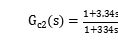 G_c2(s) = 1+3.34s / 1+334s